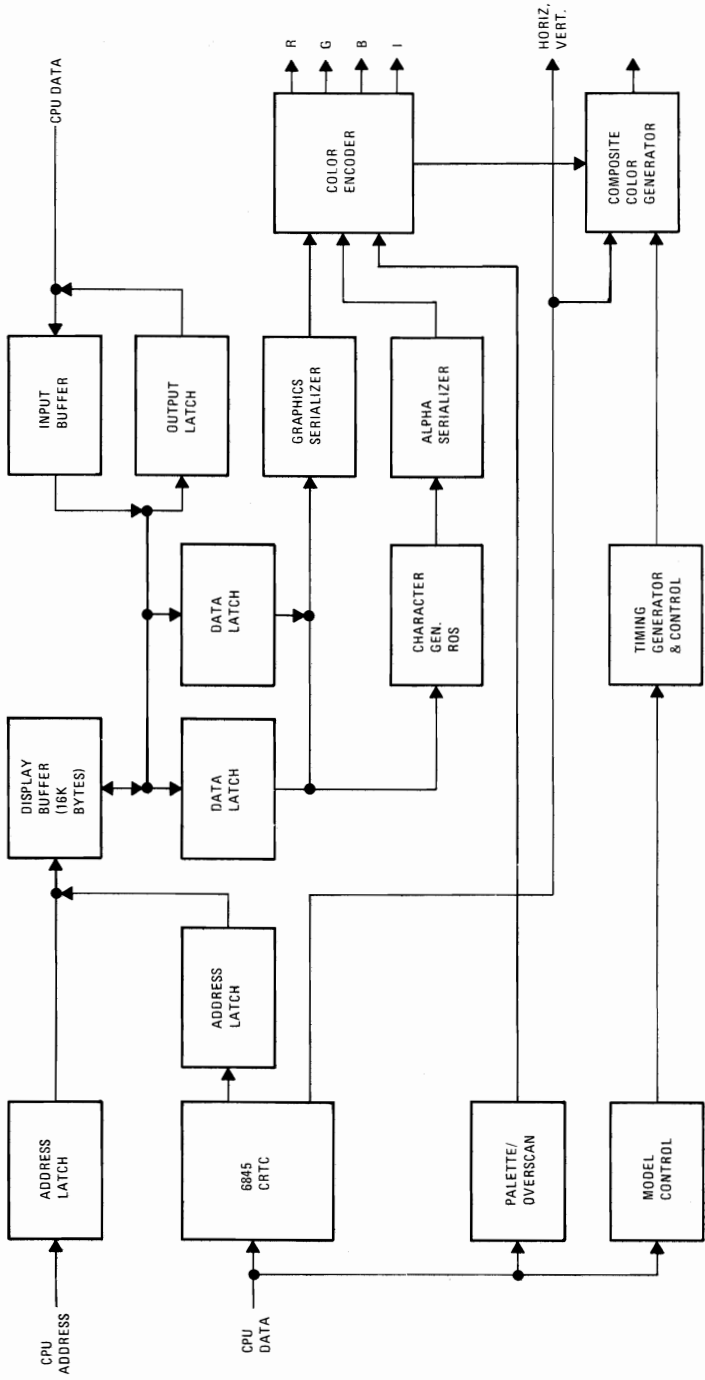 CPU
ADDRESS
ADDRESS
LATCH
DISPLAY
BUFFER
(16K
BYTES)
INPUT
BUFFER
CPU DATA
OUTPUT
LATCH
CPU
DATA
6845
CRTC
ADDRESS
LATCH
DATA
LATCH
DATA
LATCH
GRAPHICS
SERIALIZER
COLOR
ENCODER
R
G
B
I
CHARACTER
GEN.
ROS
ALPHA
SERIALIZER
PALETTE/
OVERSCAN
HORIZ,
VERT.
MODEL
CONTROL
TIMING
GENERATOR
& CONTROL
COMPOSITE
COLOR
GENERATOR